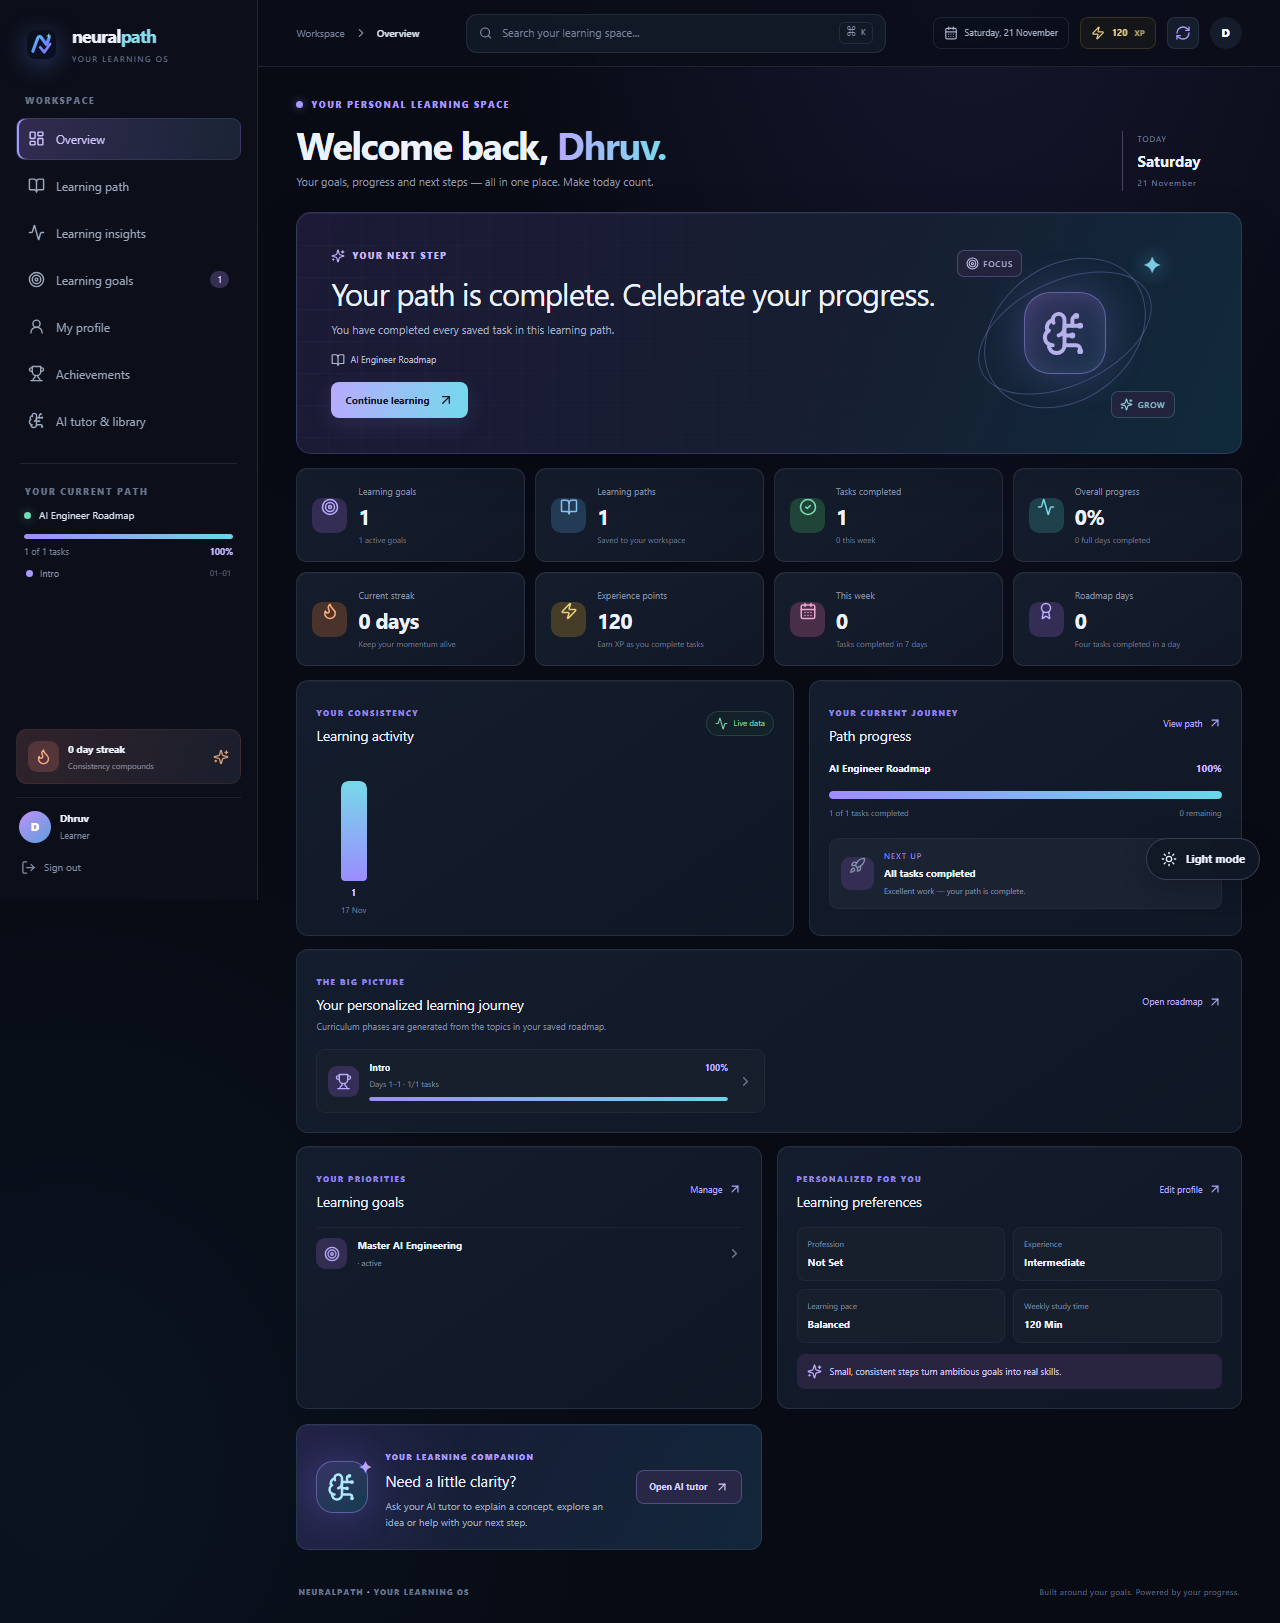 neuralpath
YOUR LEARNING OS
WORKSPACE
Overview
Learning path
Learning insights
Learning goals
1
My profile
Achievements
AI tutor & library
YOUR CURRENT PATH
AI Engineer Roadmap
1 of 1 tasks
100%
Intro
01-01
0 day streak
Consistency compounds
D
Dhruv
Learner
Sign out
Workspace
Overview
Search your learning space...
⌘ K
Saturday, 21 November
120 XP
D
YOUR PERSONAL LEARNING SPACE
Welcome back, Dhruv.
Your goals, progress and next steps — all in one place. Make today count.
TODAY
Saturday
21 November
YOUR NEXT STEP
Your path is complete. Celebrate your progress.
You have completed every saved task in this learning path.
AI Engineer Roadmap
Continue learning
FOCUS
GROW
Learning goals
1
1 active goals
Learning paths
1
Saved to your workspace
Tasks completed
1
0 this week
Overall progress
0%
0 full days completed
Current streak
0 days
Keep your momentum alive
Experience points
120
Earn XP as you complete tasks
This week
0
Tasks completed in 7 days
Roadmap days
0
Four tasks completed in a day
YOUR CONSISTENCY
Learning activity
Live data
1
17 Nov
YOUR CURRENT JOURNEY
Path progress
View path
AI Engineer Roadmap
100%
1 of 1 tasks completed
0 remaining
NEXT UP
All tasks completed
Excellent work — your path is complete.
Light mode
THE BIG PICTURE
Your personalized learning journey
Curriculum phases are generated from the topics in your saved roadmap.
Open roadmap
Intro
100%
Days 1-1 · 1/1 tasks
YOUR PRIORITIES
Learning goals
Manage
Master AI Engineering
· active
PERSONALIZED FOR YOU
Learning preferences
Edit profile
Profession
Not Set
Experience
Intermediate
Learning pace
Balanced
Weekly study time
120 Min
Small, consistent steps turn ambitious goals into real skills.
YOUR LEARNING COMPANION
Need a little clarity?
Ask your AI tutor to explain a concept, explore an
idea or help with your next step.
Open AI tutor
NEURALPATH • YOUR LEARNING OS
Built around your goals. Powered by your progress.